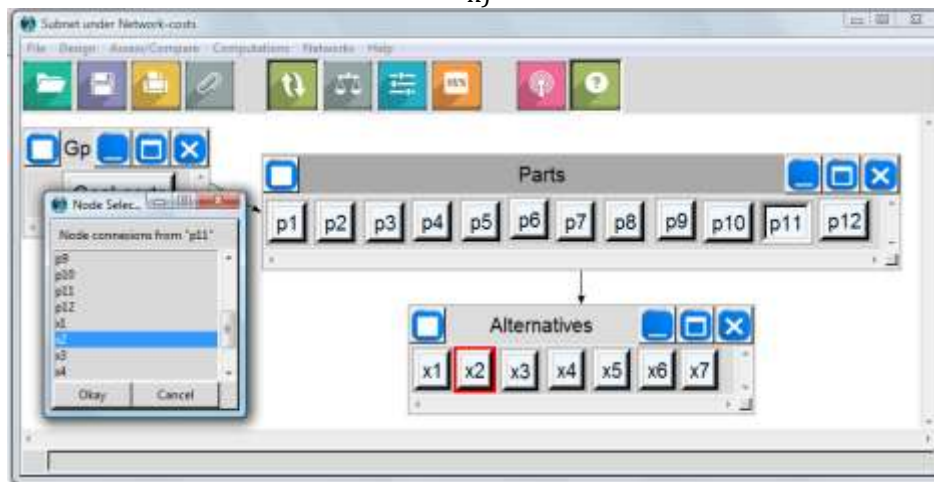 Subnet under Network-costs
File Design Assess/Compare Computations Networks Help
Gp
Parts
p1 p2 p3 p4 p5 p6 p7 p8 p9 p10 p11 p12
Node Selec...
Node connexions from "p11"
p9
p10
p11
p12
x1
x2
x3
x4
Okay Cancel
Alternatives
x1 x2 x3 x4 x5 x6 x7